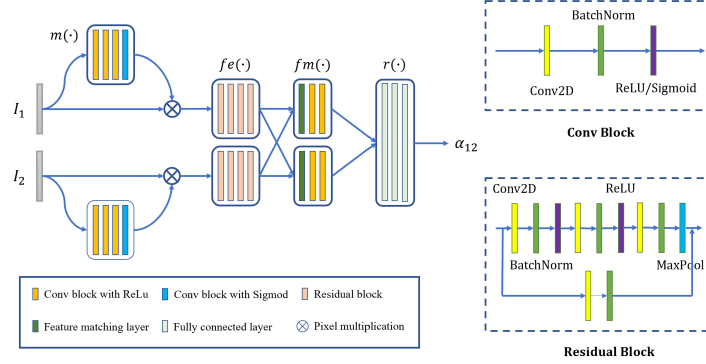 m(·)
fe(·)
fm(·)
r(·)
I₁
I₂
α₁₂
Conv block with ReLu
Conv block with Sigmod
Residual block
Feature matching layer
Fully connected layer
Pixel multiplication
BatchNorm
Conv2D
ReLU/Sigmoid
Conv Block
Conv2D
ReLU
BatchNorm
MaxPool
Residual Block